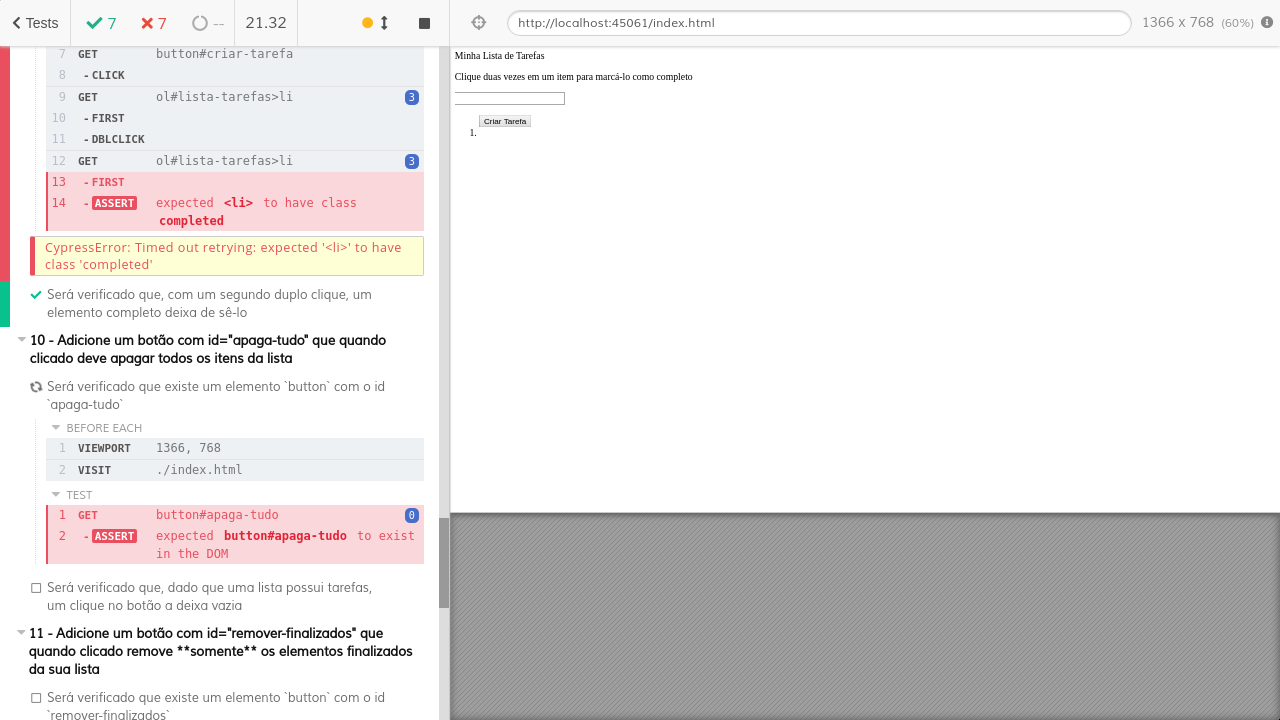 Tests 7 7 -- 21.32
http://localhost:45061/index.html 1366 x 768 (60%)
7 GET button#criar-tarefa
8 - CLICK
9 GET ol#lista-tarefas>li 3
10 - FIRST
11 - DBLCLICK
12 GET ol#lista-tarefas>li 3
13 - FIRST
14 - ASSERT expected <li> to have class
completed
CypressError: Timed out retrying: expected '<li>' to have
class 'completed'
Será verificado que, com um segundo duplo clique, um
elemento completo deixa de sê-lo
10 - Adicione um botão com id="apaga-tudo" que quando
clicado deve apagar todos os itens da lista
Será verificado que existe um elemento `button` com o id
`apaga-tudo`
BEFORE EACH
1 VIEWPORT 1366, 768
2 VISIT ./index.html
TEST
1 GET button#apaga-tudo 0
2 - ASSERT expected button#apaga-tudo to exist
in the DOM
Será verificado que, dado que uma lista possui tarefas,
um clique no botão a deixa vazia
11 - Adicione um botão com id="remover-finalizados" que
quando clicado remove **somente** os elementos finalizados
da sua lista
Será verificado que existe um elemento `button` com o id
`remover-finalizados`
Minha Lista de Tarefas
Clique duas vezes em um item para marcá-lo como completo
Criar Tarefa
1.